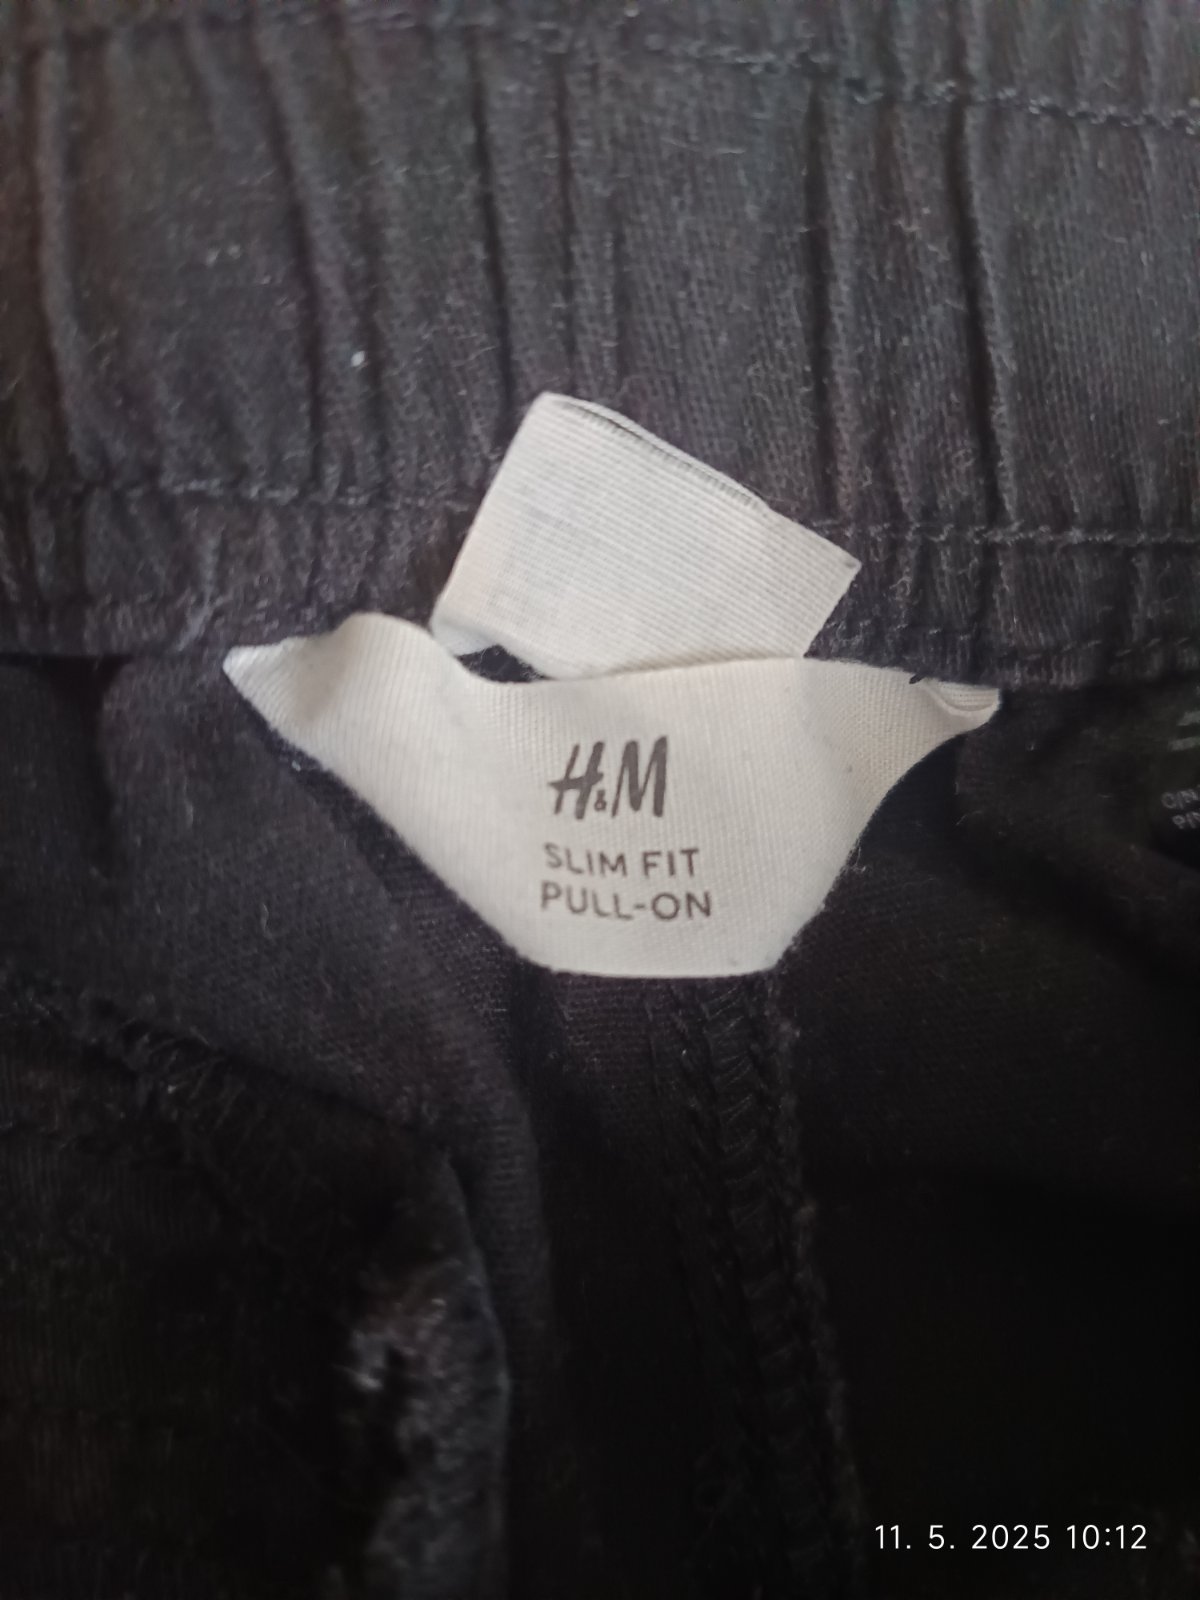 H&M
SLIM FIT
PULL-ON
11. 5. 2025 10:12